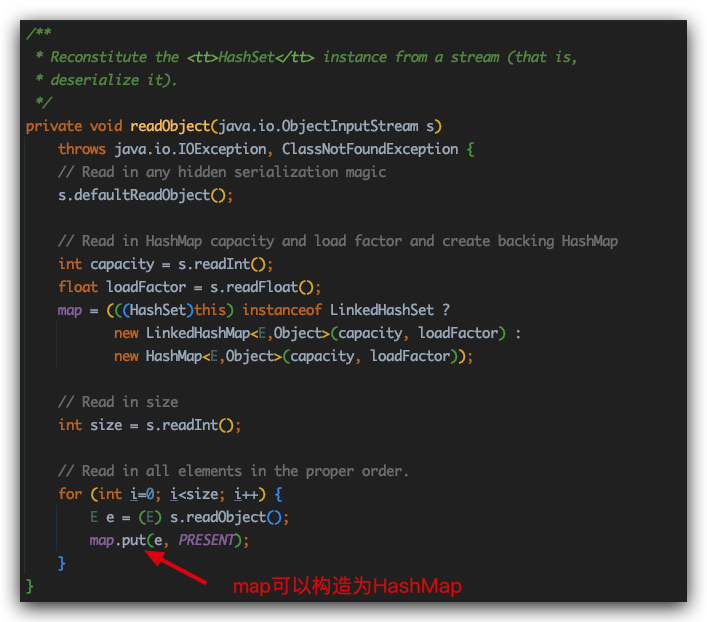 /**
 * Reconstitute the <tt>HashSet</tt> instance from a stream (that is,
 * deserialize it).
 */
private void readObject(java.io.ObjectInputStream s)
    throws java.io.IOException, ClassNotFoundException {
    // Read in any hidden serialization magic
    s.defaultReadObject();

    // Read in HashMap capacity and load factor and create backing HashMap
    int capacity = s.readInt();
    float loadFactor = s.readFloat();
    map = (((HashSet)this) instanceof LinkedHashSet ?
           new LinkedHashMap<E,Object>(capacity, loadFactor) :
           new HashMap<E,Object>(capacity, loadFactor));

    // Read in size
    int size = s.readInt();

    // Read in all elements in the proper order.
    for (int i=0; i<size; i++) {
        E e = (E) s.readObject();
        map.put(e, PRESENT);
    }
map可以构造为HashMap
}